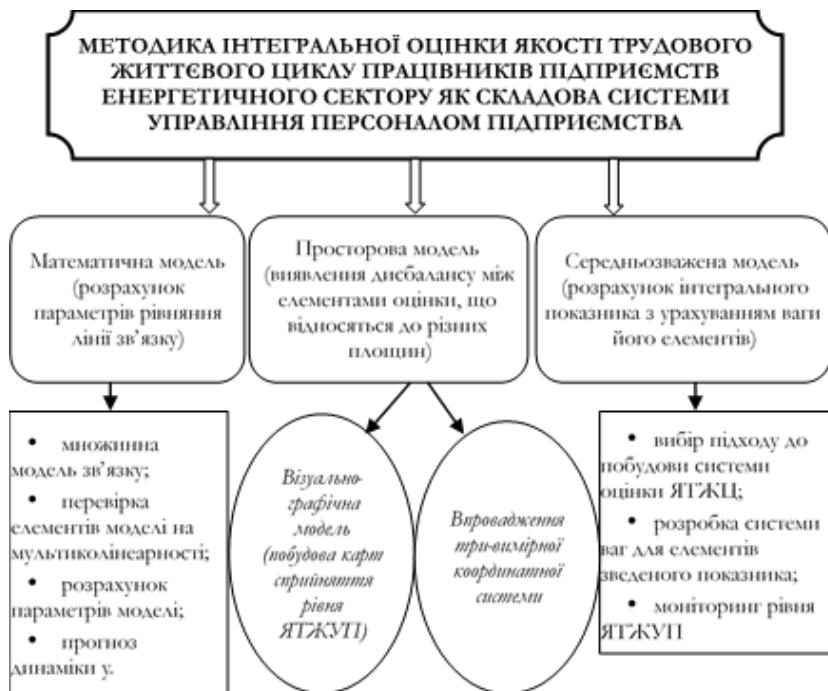 МЕТОДИКА ІНТЕГРАЛЬНОЇ ОЦІНКИ ЯКОСТІ ТРУДОВОГО
ЖИТТЄВОГО ЦИКЛУ ПРАЦІВНИКІВ ПІДПРИЄМСТВ
ЕНЕРГЕТИЧНОГО СЕКТОРУ ЯК СКЛАДОВА СИСТЕМИ
УПРАВЛІННЯ ПЕРСОНАЛОМ ПІДПРИЄМСТВА
Математична модель
(розрахунок
параметрів рівняння
лінії зв’язку)
Просторова модель
(виявлення дисбалансу між
елементами оцінки, що
відносяться до різних
площин)
Середньозважена модель
(розрахунок інтегрального
показника з урахуванням ваги
його елементів)
• множинна
модель зв’язку;
• перевірка
елементів моделі на
мультиколінеарності;
• розрахунок
параметрів моделі;
• прогноз
динаміки у.
Візуально-
графічна
модель
(побудова карт
сприйняття
рівня
ЯТЖУП)
Впровадження
три-вимірної
координатної
системи
• вибір підходу до
побудови системи
оцінки ЯТЖЦ;
• розробка системи
ваг для елементів
зведеного показника;
• моніторинг рівня
ЯТЖУП